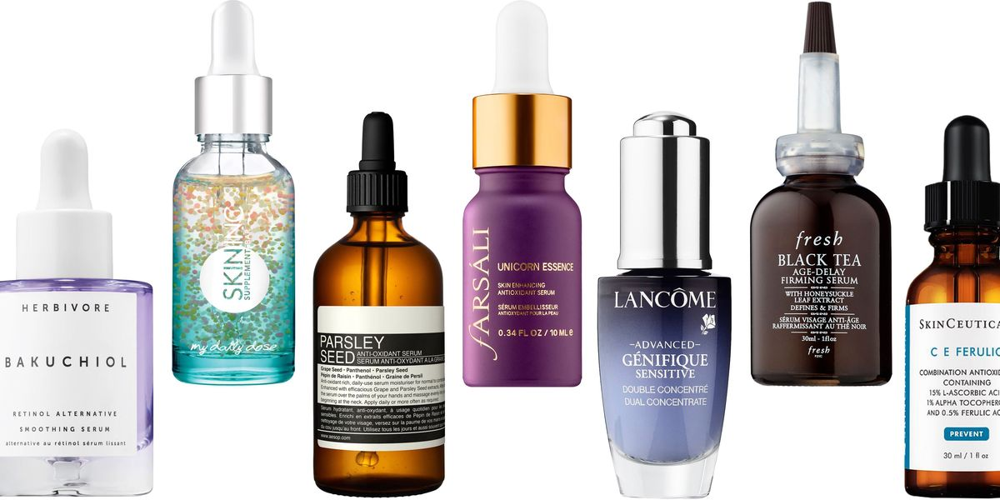 HERBIVORE
BAKUCHIOL
RETINOL ALTERNATIVE
SMOOTHING SERUM
alternative au rétinol sérum lissant
SKIN INC
SUPPLEMENT BAR
my daily dose
PARSLEY
SEED
ANTI-OXIDANT SERUM
SERUM ANTI-OXYDANT A LA GRAINE
Grape Seed · Panthenol · Parsley Seed
Pépin de Raisin · Panthénol · Graine de Persil
www.aesop.com
fARSÁLI
UNICORN ESSENCE
SKIN ENHANCING
ANTIOXIDANT SERUM
SÉRUM EMBELLISSEUR
ANTIOXYDANT POUR LA PEAU
0.34 FL OZ / 10 ML e
LANCÔME
–ADVANCED–
GÉNIFIQUE
SENSITIVE
DOUBLE CONCENTRÉ
DUAL CONCENTRATE
fresh
BLACK TEA
AGE-DELAY
FIRMING SERUM
WITH HONEYSUCKLE
LEAF EXTRACT
DEFINES & FIRMS
SÉRUM VISAGE ANTI-ÂGE
RAFFERMISSANT AU THÉ NOIR
30ml - 1floz
fresh
SKINCEUTICA
C E FERULIC
COMBINATION ANTIOXID
CONTAINING
15% L-ASCORBIC ACI
1% ALPHA TOCOPHERO
AND 0.5% FERULIC AC
PREVENT
30 ml / 1 fl oz